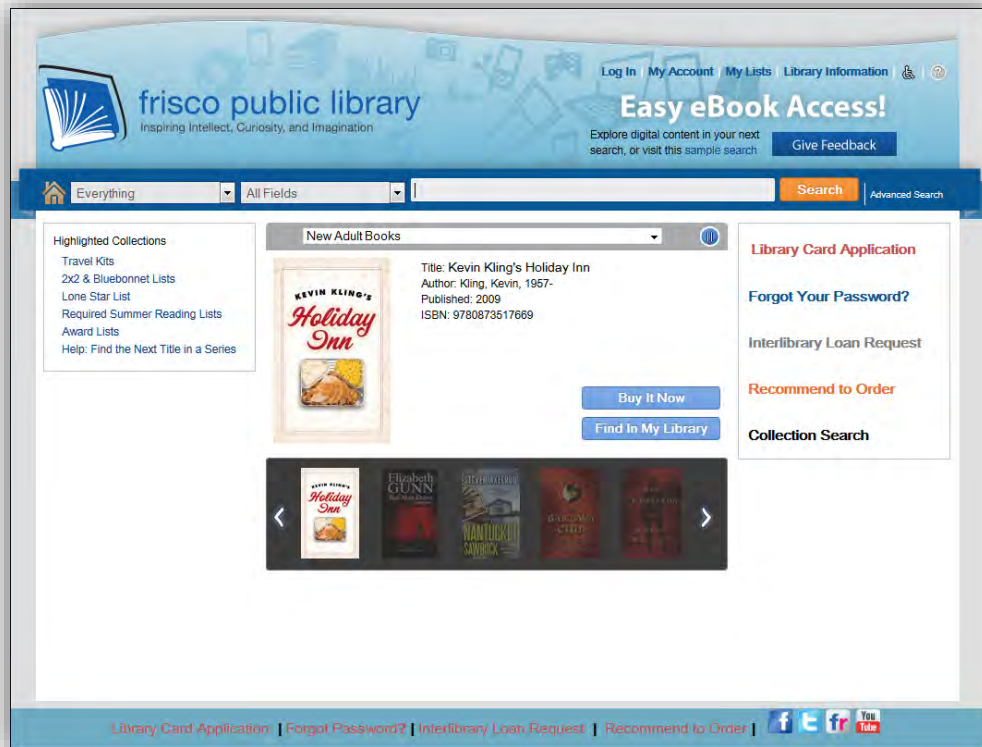 Log In | My Account | My Lists | Library Information
frisco public library
Inspiring Intellect, Curiosity, and Imagination
Easy eBook Access!
Explore digital content in your next
search, or visit this sample search
Give Feedback
Everything
All Fields
Search
Advanced Search
Highlighted Collections
Travel Kits
2x2 & Bluebonnet Lists
Lone Star List
Required Summer Reading Lists
Award Lists
Help: Find the Next Title in a Series
New Adult Books
KEVIN KLING'S
Holiday
Inn
Title: Kevin Kling's Holiday Inn
Author: Kling, Kevin, 1957-
Published: 2009
ISBN: 9780873517669
Buy It Now
Find In My Library
Library Card Application
Forgot Your Password?
Interlibrary Loan Request
Recommend to Order
Collection Search
KEVIN KLING'S
Holiday
Inn
Elizabeth
GUNN
NANTUCKET
SAWBUCK
Library Card Application | Forgot Password? | Interlibrary Loan Request | Recommend to Order |
f t fr You
Tube